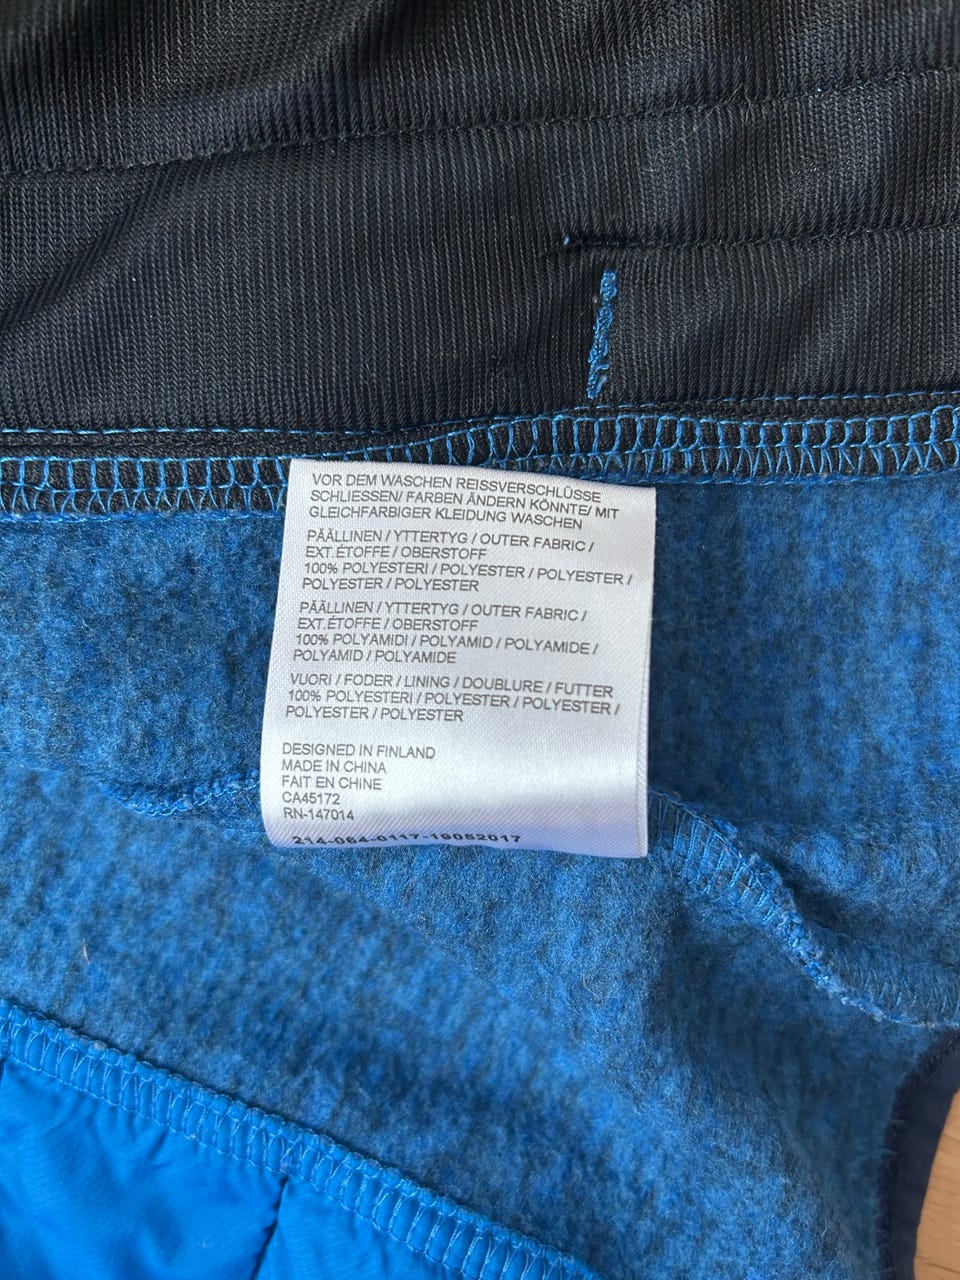 VOR DEM WASCHEN REISSVERSCHLÜSSE
SCHLIESSEN/ FARBEN ÄNDERN KÖNNTE/ MIT
GLEICHFARBIGER KLEIDUNG WASCHEN
PÄÄLLINEN / YTTERTYG / OUTER FABRIC /
EXT.ÉTOFFE / OBERSTOFF
100% POLYESTERI / POLYESTER / POLYESTER /
POLYESTER / POLYESTER
PÄÄLLINEN / YTTERTYG / OUTER FABRIC /
EXT.ÉTOFFE / OBERSTOFF
100% POLYAMIDI / POLYAMID / POLYAMIDE /
POLYAMID / POLYAMIDE
VUORI / FODER / LINING / DOUBLURE / FUTTER
100% POLYESTERI / POLYESTER / POLYESTER /
POLYESTER / POLYESTER
DESIGNED IN FINLAND
MADE IN CHINA
FAIT EN CHINE
CA45172
RN-147014
214-064-0117-19052017